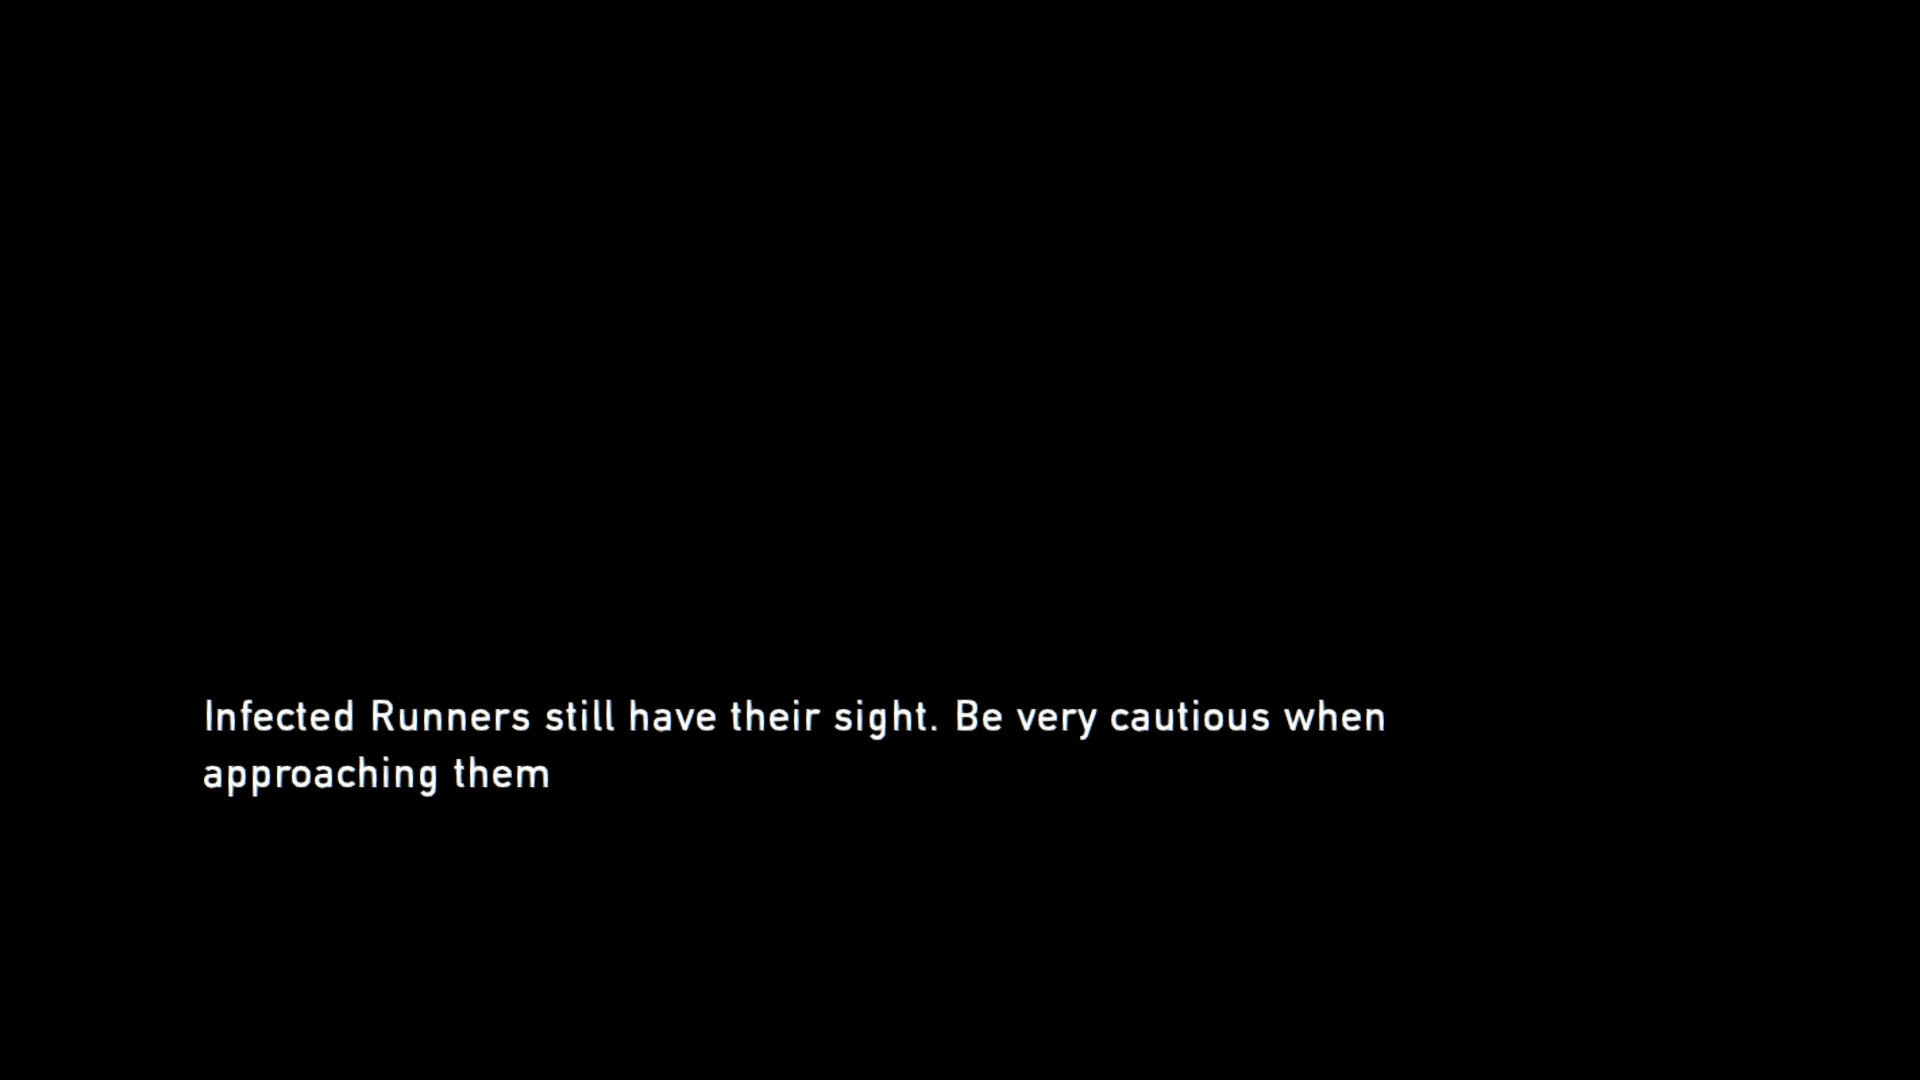 Infected Runners still have their sight. Be very cautious when
approaching them